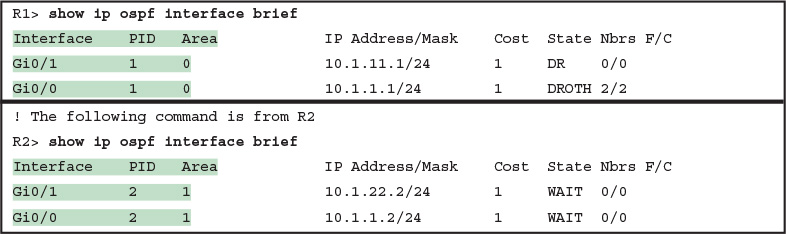 R1> show ip ospf interface brief
Interface    PID   Area            IP Address/Mask    Cost  State Nbrs F/C
Gi0/1        1     0               10.1.11.1/24       1     DR    0/0
Gi0/0        1     0               10.1.1.1/24        1     DROTH 2/2
! The following command is from R2
R2> show ip ospf interface brief
Interface    PID   Area            IP Address/Mask    Cost  State Nbrs F/C
Gi0/1        2     1               10.1.22.2/24       1     WAIT  0/0
Gi0/0        2     1               10.1.1.2/24        1     WAIT  0/0